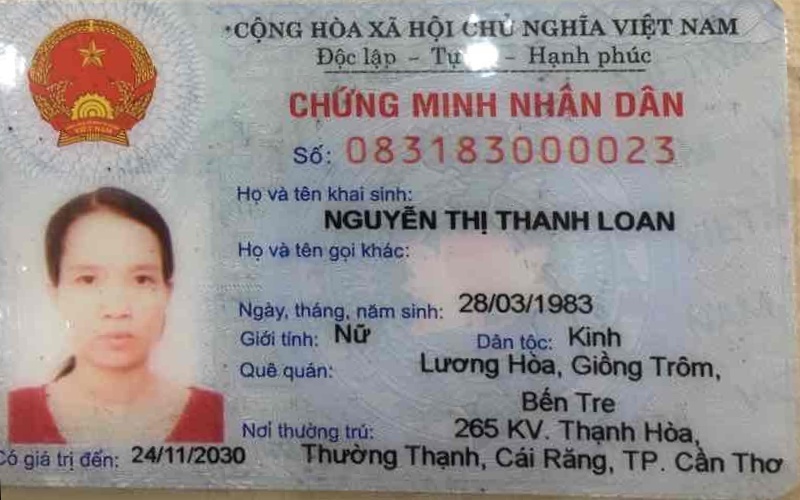 CỘNG HÒA XÃ HỘI CHỦ NGHĨA VIỆT NAM
Độc lập - Tự - Hạnh phúc
CHỨNG MINH NHÂN DÂN
Số: 083183000023
Họ và tên khai sinh:
NGUYỄN THỊ THANH LOAN
Họ và tên gọi khác:
Ngày, tháng, năm sinh: 28/03/1983
Giới tính: Nữ Dân tộc: Kinh
Quê quán: Lương Hòa, Giồng Trôm,
Bến Tre
Nơi thường trú: 265 KV. Thạnh Hòa,
Có giá trị đến: 24/11/2030 Thường Thạnh, Cái Răng, TP. Cần Thơ